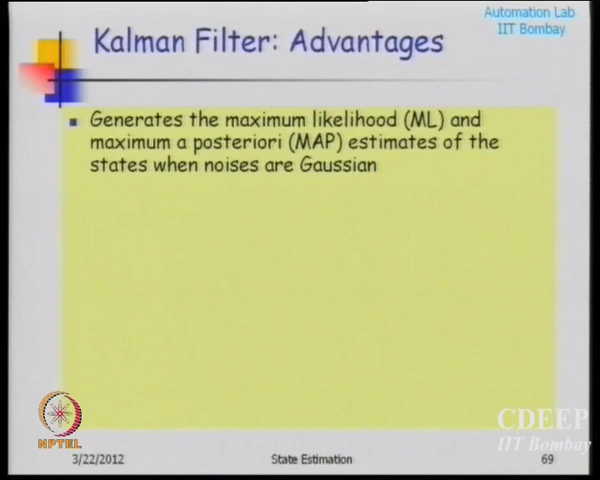 Automation Lab
IIT Bombay
Kalman Filter: Advantages
Generates the maximum likelihood (ML) and
maximum a posteriori (MAP) estimates of the
states when noises are Gaussian
NPTEL
CDEEP
IIT Bombay
3/22/2012
State Estimation
69